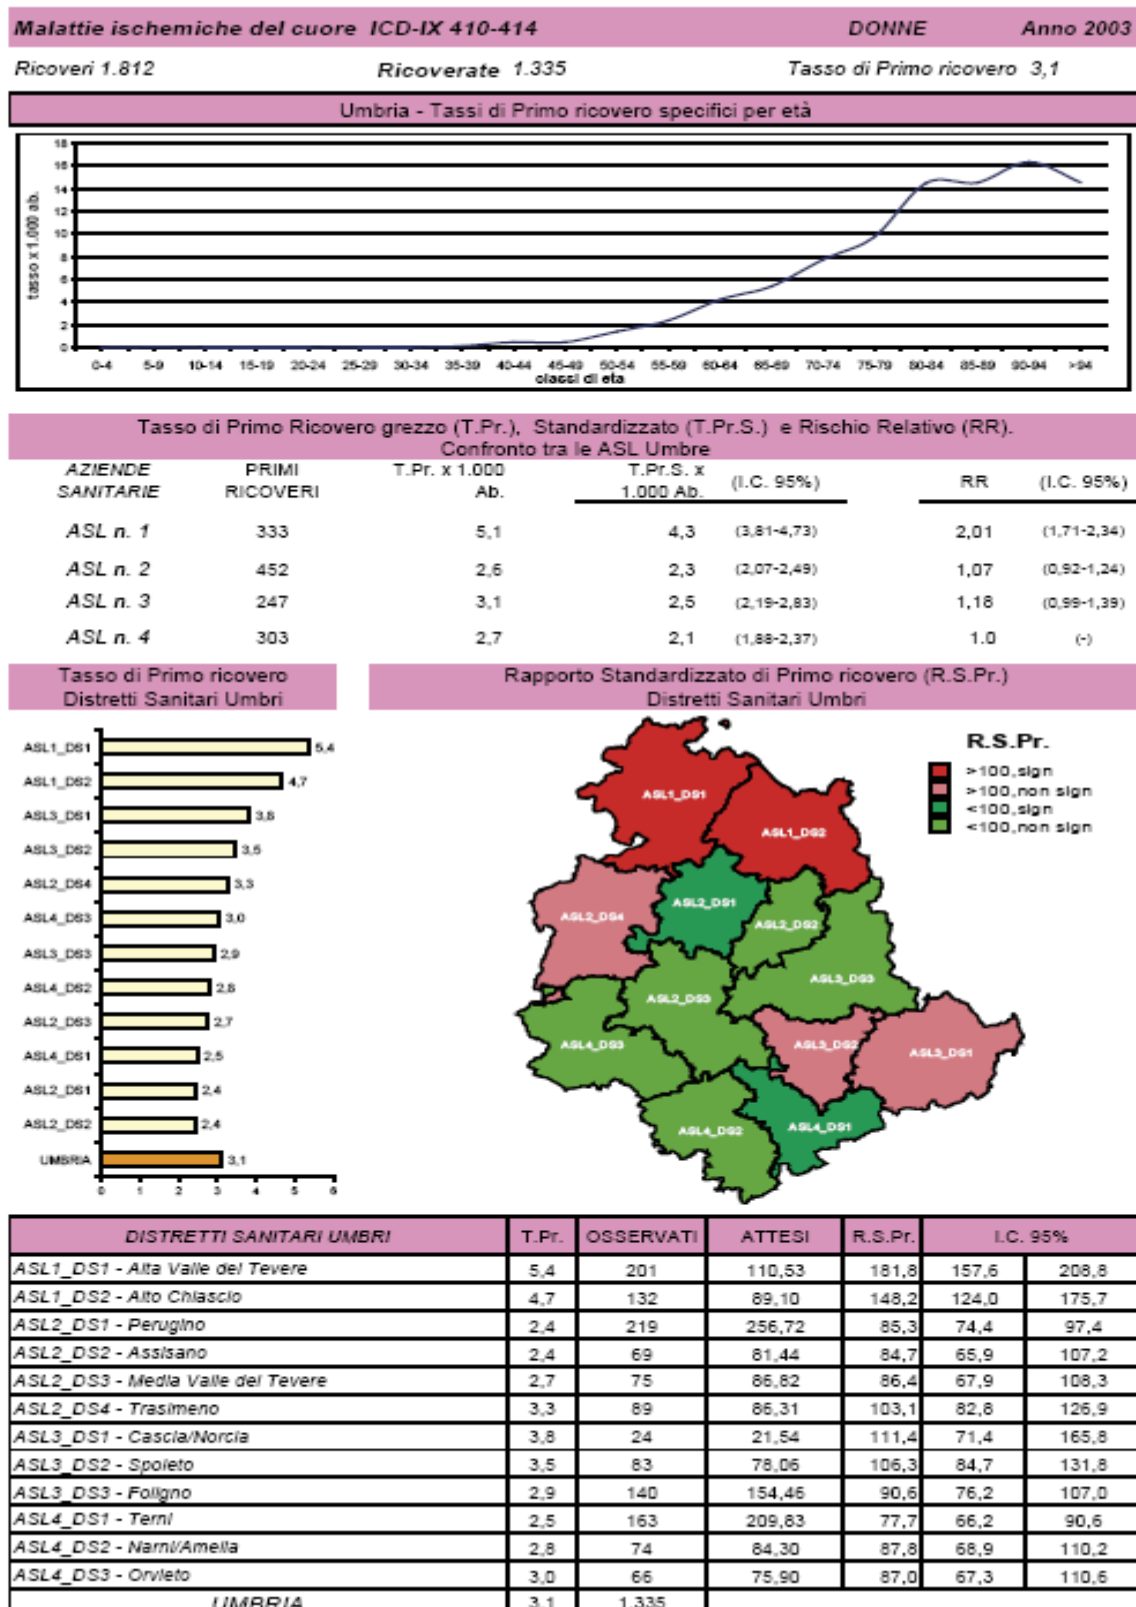 Malattie ischemiche del cuore ICD-IX 410-414 DONNE Anno 2003
Ricoveri 1.812 Ricoverate 1.335 Tasso di Primo ricovero 3,1
Umbria - Tassi di Primo ricovero specifici per età
tasso x 1.000 ab.
18
16
14
12
10
8
6
4
2
0
0-4 5-9 10-14 15-19 20-24 25-29 30-34 35-39 40-44 45-49 50-54 55-59 60-64 65-69 70-74 75-79 80-84 85-89 90-94 >94
classi di eta
Tasso di Primo Ricovero grezzo (T.Pr.), Standardizzato (T.Pr.S.) e Rischio Relativo (RR).
Confronto tra le ASL Umbre
AZIENDE SANITARIE PRIMI RICOVERI T.Pr. x 1.000 Ab. T.Pr.S. x 1.000 Ab. (I.C. 95%) RR (I.C. 95%)
ASL n. 1 333 5,1 4,3 (3,81-4,73) 2,01 (1,71-2,34)
ASL n. 2 452 2,6 2,3 (2,07-2,49) 1,07 (0,92-1,24)
ASL n. 3 247 3,1 2,5 (2,19-2,83) 1,18 (0,99-1,39)
ASL n. 4 303 2,7 2,1 (1,88-2,37) 1.0 (-)
Tasso di Primo ricovero
Distretti Sanitari Umbri
ASL1_DS1 5,4
ASL1_DS2 4,7
ASL3_DS1 3,8
ASL3_DS2 3,5
ASL2_DS4 3,3
ASL4_DS3 3,0
ASL3_DS3 2,9
ASL4_DS2 2,8
ASL2_DS3 2,7
ASL4_DS1 2,5
ASL2_DS1 2,4
ASL2_DS2 2,4
UMBRIA 3,1
0 1 2 3 4 5 6
Rapporto Standardizzato di Primo ricovero (R.S.Pr.)
Distretti Sanitari Umbri
R.S.Pr.
>100,sign
>100,non sign
<100,sign
<100,non sign
ASL1_DS1
ASL1_DS2
ASL2_DS1
ASL2_DS4
ASL2_DS2
ASL3_DS3
ASL2_DS3
ASL4_DS3
ASL3_DS2
ASL3_DS1
ASL4_DS2
ASL4_DS1
DISTRETTI SANITARI UMBRI T.Pr. OSSERVATI ATTESI R.S.Pr. I.C. 95%
ASL1_DS1 - Alta Valle del Tevere 5,4 201 110,53 181,8 157,6 208,8
ASL1_DS2 - Alto Chiascio 4,7 132 89,10 148,2 124,0 175,7
ASL2_DS1 - Perugino 2,4 219 256,72 85,3 74,4 97,4
ASL2_DS2 - Assisano 2,4 69 81,44 84,7 65,9 107,2
ASL2_DS3 - Media Valle del Tevere 2,7 75 86,82 86,4 67,9 108,3
ASL2_DS4 - Trasimeno 3,3 89 86,31 103,1 82,8 126,9
ASL3_DS1 - Cascia/Norcia 3,8 24 21,54 111,4 71,4 165,8
ASL3_DS2 - Spoleto 3,5 83 78,06 106,3 84,7 131,8
ASL3_DS3 - Foligno 2,9 140 154,46 90,6 76,2 107,0
ASL4_DS1 - Terni 2,5 163 209,83 77,7 66,2 90,6
ASL4_DS2 - Narni/Amelia 2,8 74 84,30 87,8 68,9 110,2
ASL4_DS3 - Orvieto 3,0 66 75,90 87,0 67,3 110,6
UMBRIA 3,1 1.335